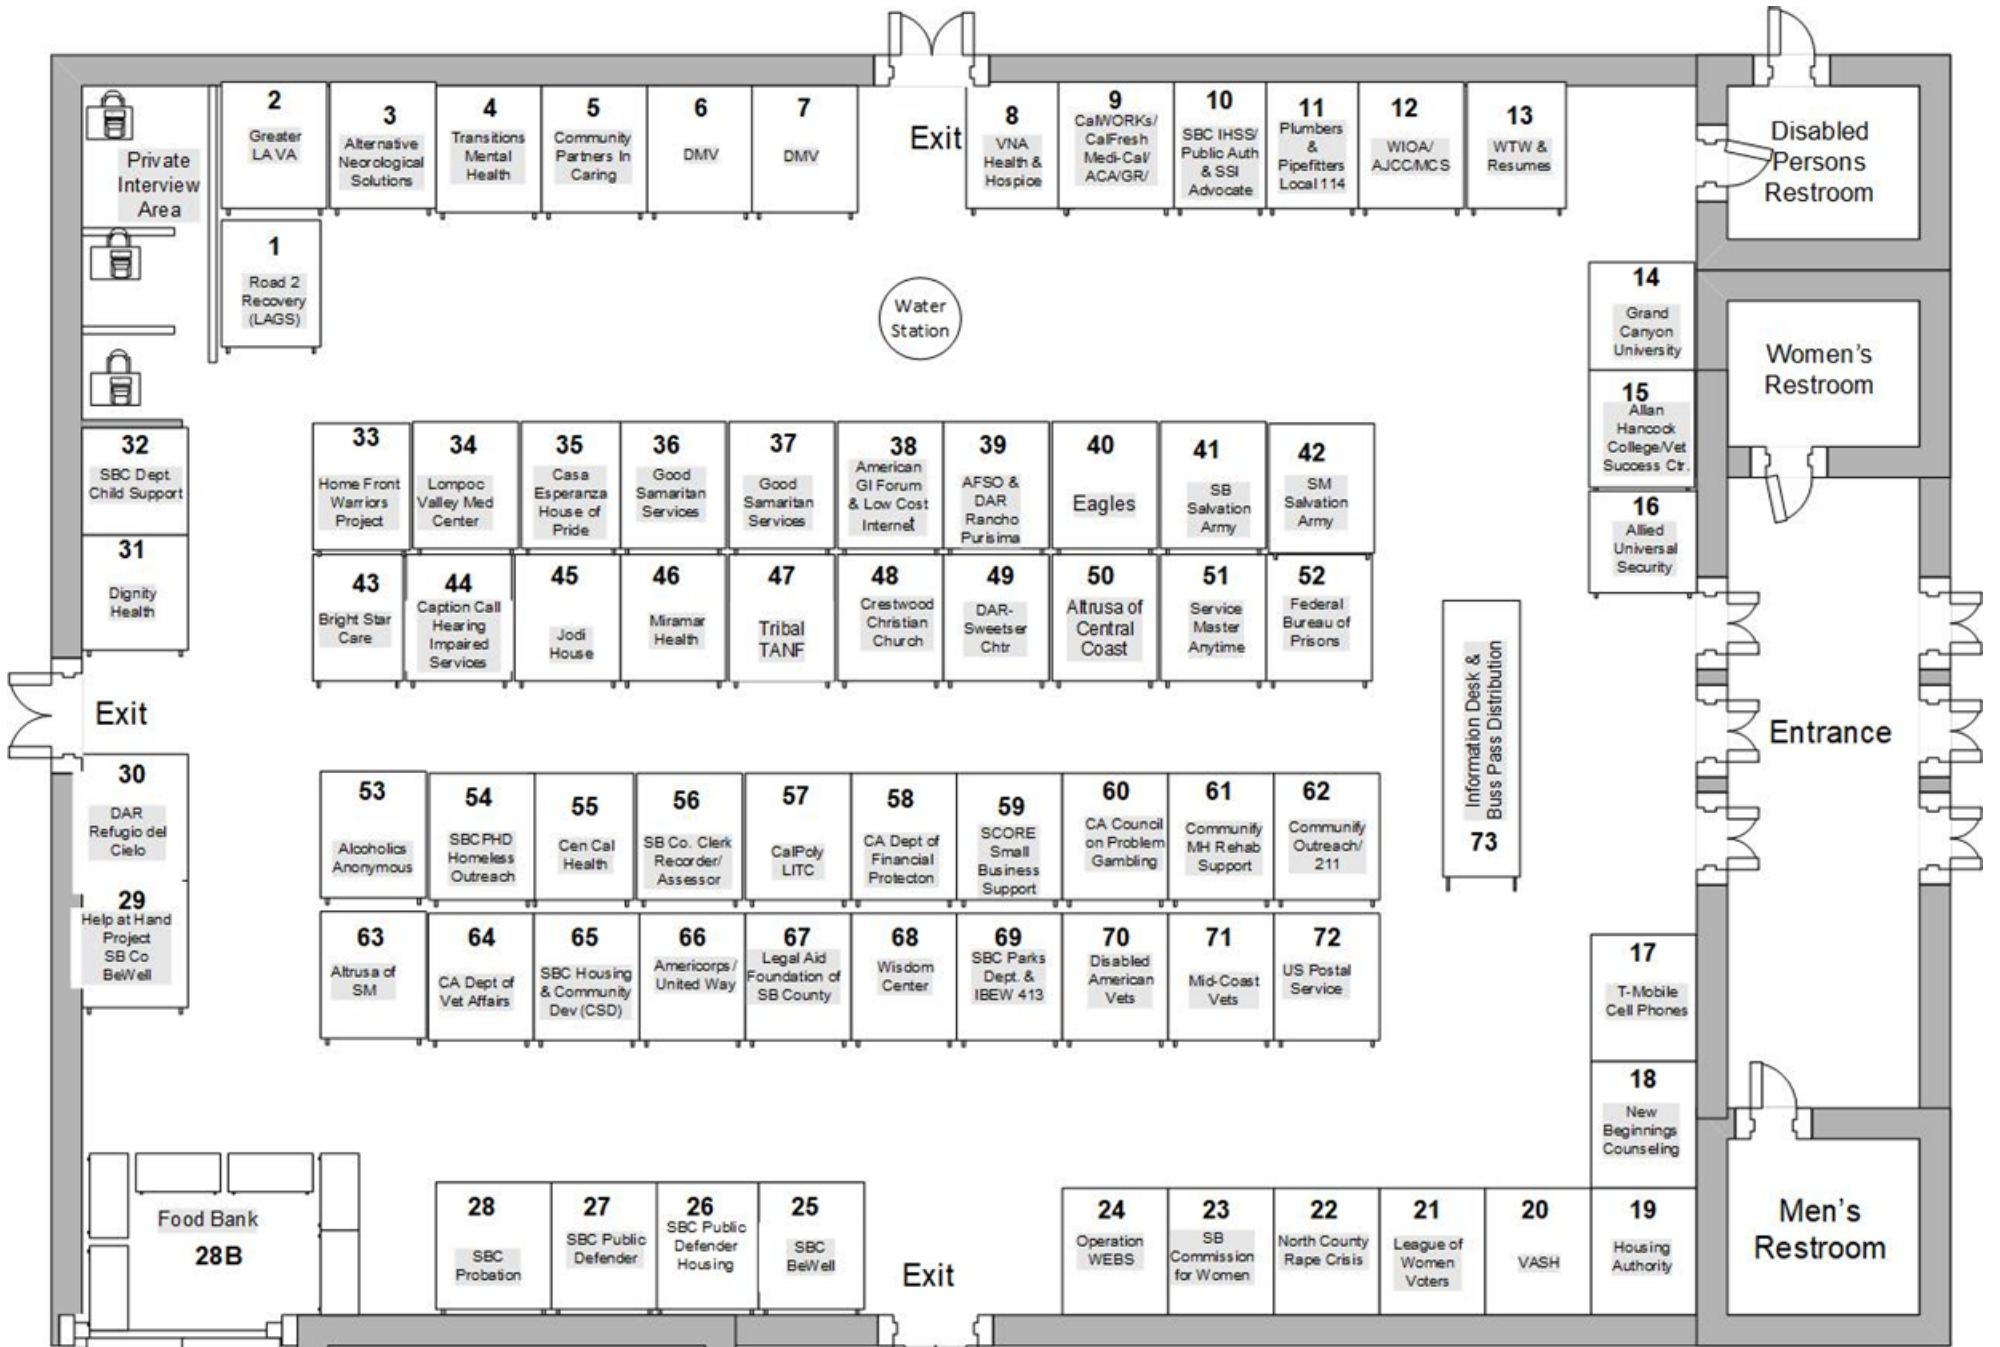 Exit
Private
Interview
Area
2
Greater
LA VA
3
Alternative
Neorological
Solutions
4
Transitions
Mental
Health
5
Community
Partners In
Caring
6
DMV
7
DMV
8
VNA
Health &
Hospice
9
CalWORKs/
CalFresh
Medi-Cal/
ACA/GR/
10
SBC IHSS/
Public Auth
& SSI
Advocate
11
Plumbers
&
Pipefitters
Local 114
12
WIOA/
AJCC/MCS
13
WTW &
Resumes
Disabled
Persons
Restroom
1
Road 2
Recovery
(LAGS)
Water
Station
14
Grand
Canyon
University
Women's
Restroom
15
Allan
Hancock
College/Vet
Success Ctr.
16
Allied
Universal
Security
32
SBC Dept.
Child Support
31
Dignity
Health
33
Home Front
Warriors
Project
34
Lompoc
Valley Med
Center
35
Casa
Esperanza
House of
Pride
36
Good
Samaritan
Services
37
Good
Samaritan
Services
38
American
GI Forum
& Low Cost
Internet
39
AFSO &
DAR
Rancho
Purisima
40
Eagles
41
SB
Salvation
Army
42
SM
Salvation
Army
43
Bright Star
Care
44
Caption Call
Hearing
Impaired
Services
45
Jodi
House
46
Miramar
Health
47
Tribal
TANF
48
Crestwood
Christian
Church
49
DAR-
Sweetser
Chtr
50
Altrusa of
Central
Coast
51
Service
Master
Anytime
52
Federal
Bureau of
Prisons
Exit
Information Desk &
Buss Pass Distribution
73
Entrance
30
DAR
Refugio del
Cielo
29
Help at Hand
Project
SB Co
BeWell
53
Alcoholics
Anonymous
54
SBCPHD
Homeless
Outreach
55
Cen Cal
Health
56
SB Co. Clerk
Recorder/
Assessor
57
CalPoly
LITC
58
CA Dept of
Financial
Protecton
59
SCORE
Small
Business
Support
60
CA Council
on Problem
Gambling
61
Community
MH Rehab
Support
62
Community
Outreach/
211
63
Altrusa of
SM
64
CA Dept of
Vet Affairs
65
SBC Housing
& Community
Dev (CSD)
66
Americorps/
United Way
67
Legal Aid
Foundation of
SB County
68
Wisdom
Center
69
SBC Parks
Dept. &
IBEW 413
70
Disabled
American
Vets
71
Mid-Coast
Vets
72
US Postal
Service
17
T-Mobile
Cell Phones
18
New
Beginnings
Counseling
Food Bank
28B
28
SBC
Probation
27
SBC Public
Defender
26
SBC Public
Defender
Housing
25
SBC
BeWell
Exit
24
Operation
WEBS
23
SB
Commission
for Women
22
North County
Rape Crisis
21
League of
Women
Voters
20
VASH
19
Housing
Authority
Men's
Restroom